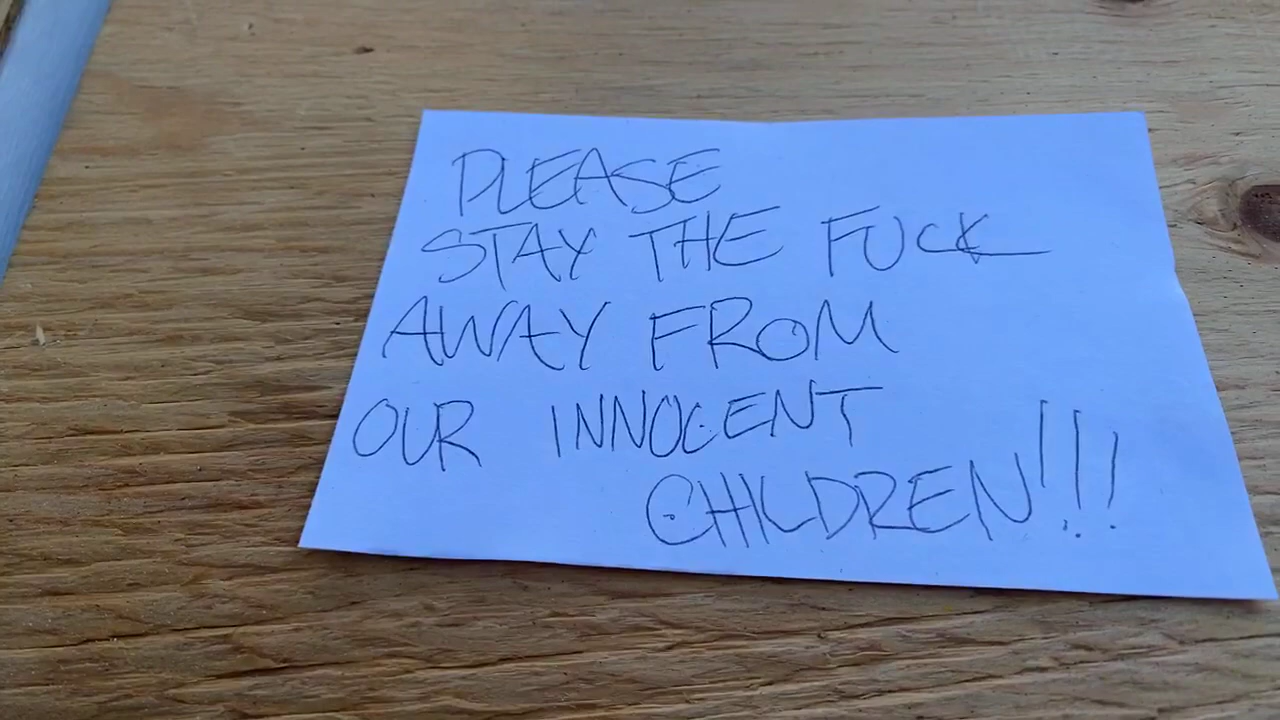 PLEASE
STAY THE FUCK
AWAY FROM
OUR INNOCENT
CHILDREN!!!